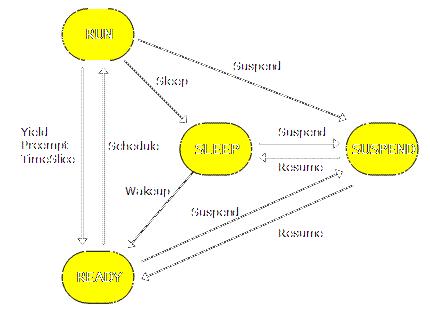 RUN
Suspend
Sleep
Yield
Preempt
TimeSlice
Schedule
Suspend
SLEEP
SUSPEND
Resume
Wakeup
Suspend
Resume
READY